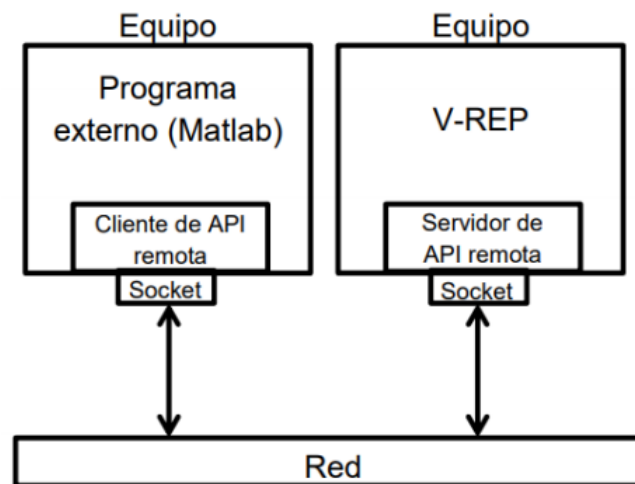 Equipo
Programa
externo (Matlab)
Cliente de API
remota
Socket
Equipo
V-REP
Servidor de
API remota
Socket
Red